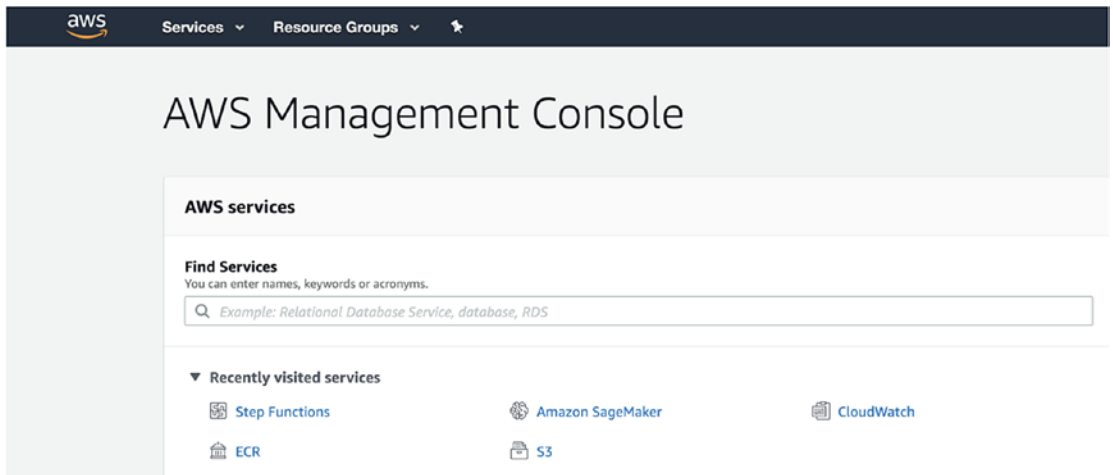 aws Services Resource Groups
AWS Management Console
AWS services
Find Services
You can enter names, keywords or acronyms.
Example: Relational Database Service, database, RDS
Recently visited services
Step Functions Amazon SageMaker CloudWatch
ECR S3